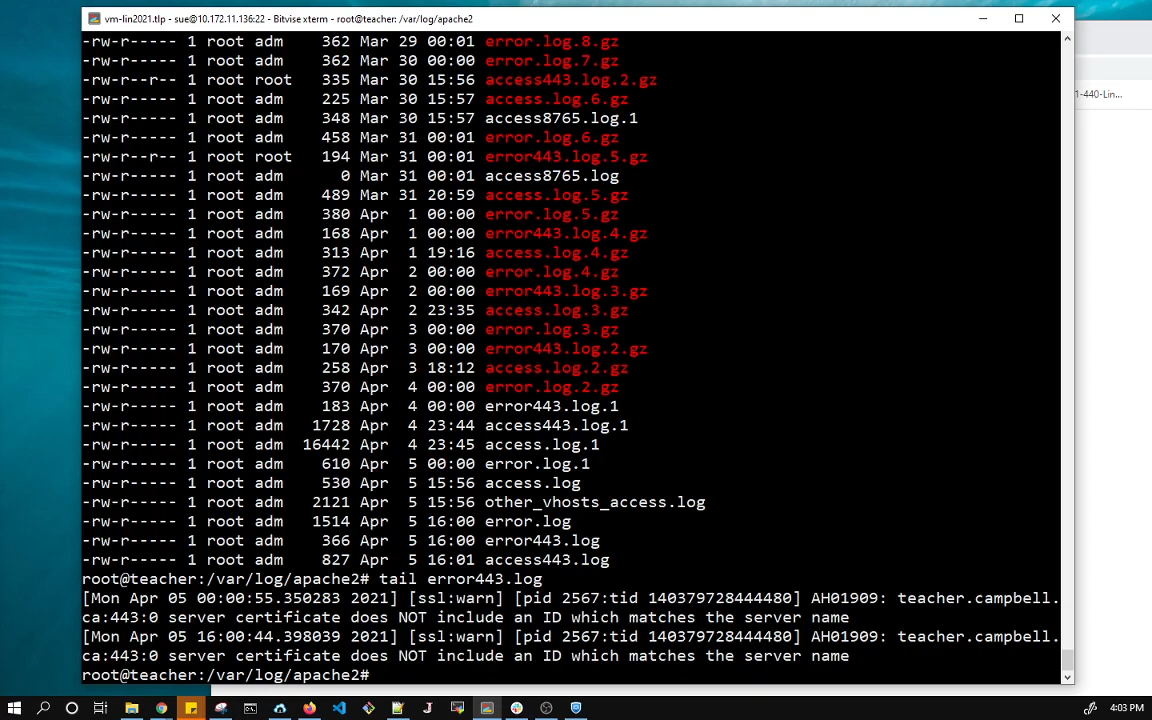 vm-lin2021.tlp - sue@10.172.11.136:22 - Bitvise xterm - root@teacher: /var/log/apache2
-rw-r----- 1 root adm    362 Mar 29 00:01 error.log.8.gz
-rw-r----- 1 root adm    362 Mar 30 00:00 error.log.7.gz
-rw-r--r-- 1 root root   335 Mar 30 15:56 access443.log.2.gz
-rw-r----- 1 root adm    225 Mar 30 15:57 access.log.6.gz
-rw-r----- 1 root adm    348 Mar 30 15:57 access8765.log.1
-rw-r----- 1 root adm    458 Mar 31 00:01 error.log.6.gz
-rw-r--r-- 1 root root   194 Mar 31 00:01 error443.log.5.gz
-rw-r----- 1 root adm      0 Mar 31 00:01 access8765.log
-rw-r----- 1 root adm    489 Mar 31 20:59 access.log.5.gz
-rw-r----- 1 root adm    380 Apr  1 00:00 error.log.5.gz
-rw-r----- 1 root adm    168 Apr  1 00:00 error443.log.4.gz
-rw-r----- 1 root adm    313 Apr  1 19:16 access.log.4.gz
-rw-r----- 1 root adm    372 Apr  2 00:00 error.log.4.gz
-rw-r----- 1 root adm    169 Apr  2 00:00 error443.log.3.gz
-rw-r----- 1 root adm    342 Apr  2 23:35 access.log.3.gz
-rw-r----- 1 root adm    370 Apr  3 00:00 error.log.3.gz
-rw-r----- 1 root adm    170 Apr  3 00:00 error443.log.2.gz
-rw-r----- 1 root adm    258 Apr  3 18:12 access.log.2.gz
-rw-r----- 1 root adm    370 Apr  4 00:00 error.log.2.gz
-rw-r----- 1 root adm    183 Apr  4 00:00 error443.log.1
-rw-r----- 1 root adm   1728 Apr  4 23:44 access443.log.1
-rw-r----- 1 root adm  16442 Apr  4 23:45 access.log.1
-rw-r----- 1 root adm    610 Apr  5 00:00 error.log.1
-rw-r----- 1 root adm    530 Apr  5 15:56 access.log
-rw-r----- 1 root adm   2121 Apr  5 15:56 other_vhosts_access.log
-rw-r----- 1 root adm   1514 Apr  5 16:00 error.log
-rw-r----- 1 root adm    366 Apr  5 16:00 error443.log
-rw-r----- 1 root adm    827 Apr  5 16:01 access443.log
root@teacher:/var/log/apache2# tail error443.log
[Mon Apr 05 00:00:55.350283 2021] [ssl:warn] [pid 2567:tid 140379728444480] AH01909: teacher.campbell.
ca:443:0 server certificate does NOT include an ID which matches the server name
[Mon Apr 05 16:00:44.398039 2021] [ssl:warn] [pid 2567:tid 140379728444480] AH01909: teacher.campbell.
ca:443:0 server certificate does NOT include an ID which matches the server name
root@teacher:/var/log/apache2#
1-440-Lin...
4:03 PM